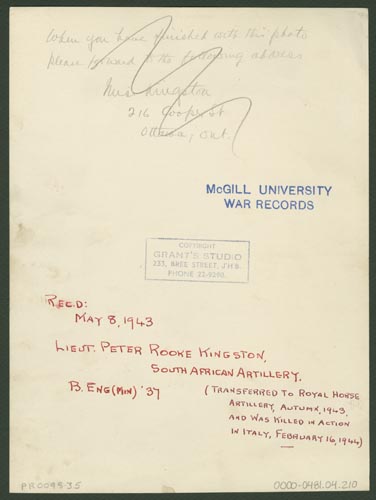 When you have finished with this photo
please forward to the following address
Mrs Kingston
216 Cooper St
Ottawa, Ont.
McGILL UNIVERSITY
WAR RECORDS
COPYRIGHT
GRANT'S STUDIO
233, BREE STREET, JHB.
PHONE 22-9290.
REC.D:
MAY 8, 1943
LIEUT. PETER ROOKE KINGSTON,
SOUTH AFRICAN ARTILLERY.
B. ENG (MIN) '37
(TRANSFERRED TO ROYAL HORSE
ARTILLERY, AUTUMN, 1943,
AND WAS KILLED IN ACTION
IN ITALY, FEBRUARY 16, 1944)
PR009835
0000-0481.04.210